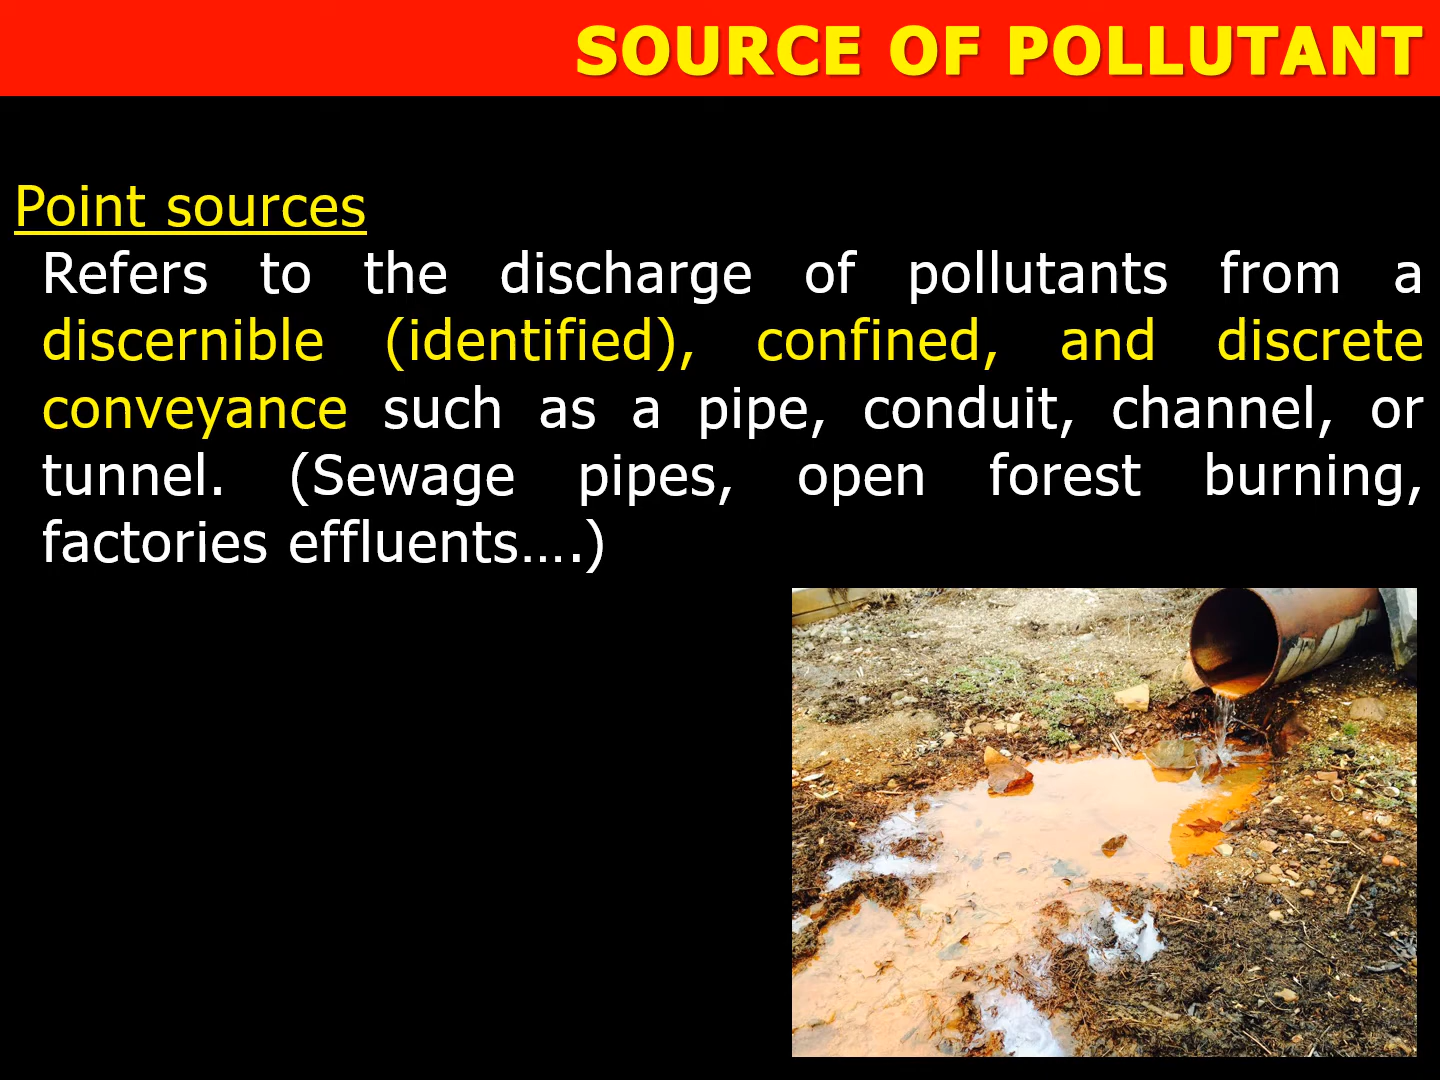 SOURCE OF POLLUTANT
Point sources
Refers to the discharge of pollutants from a
discernible (identified), confined, and discrete
conveyance such as a pipe, conduit, channel, or
tunnel. (Sewage pipes, open forest burning,
factories effluents….)